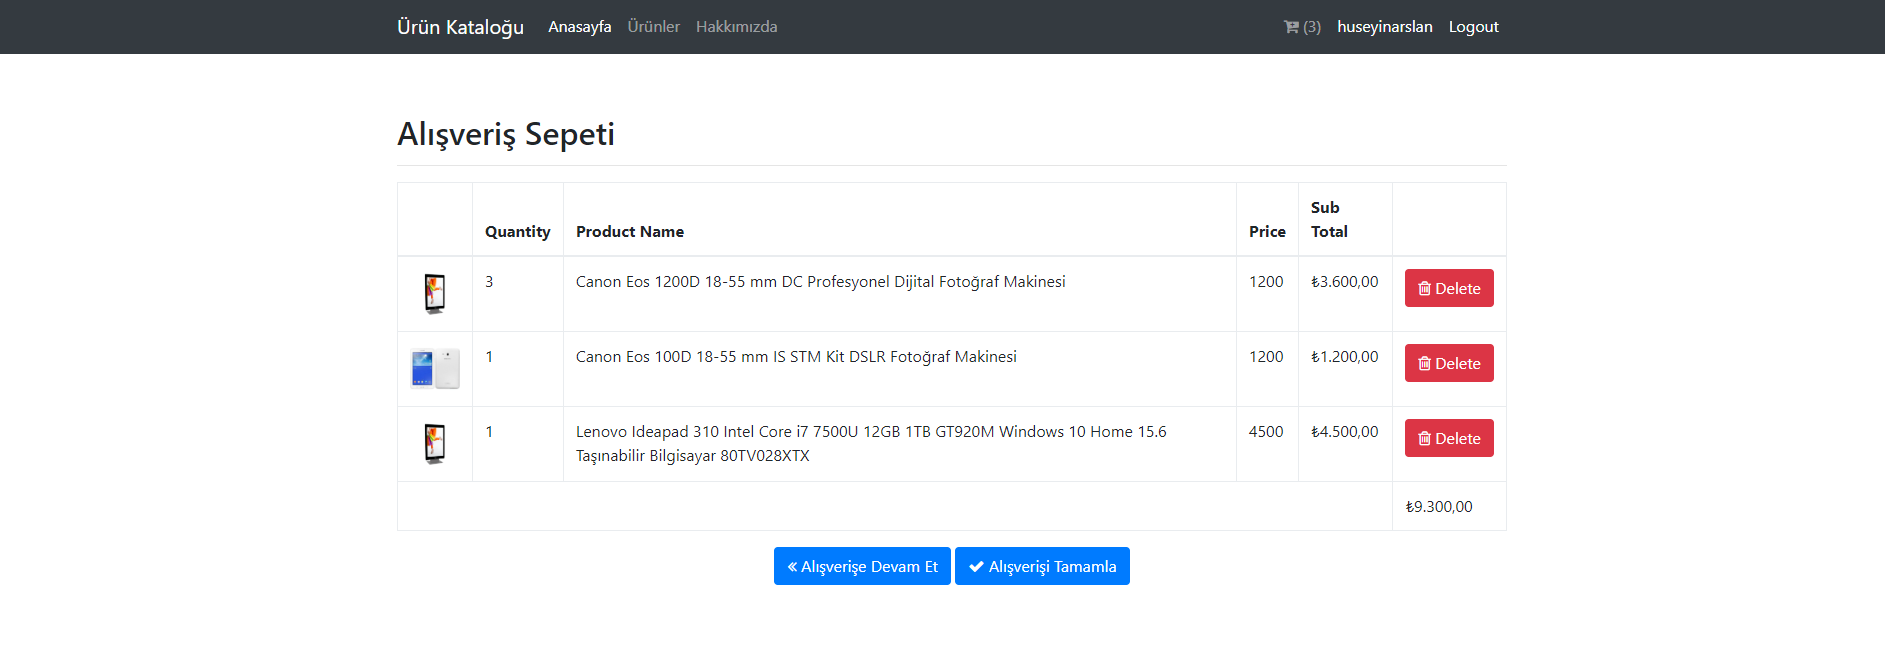 Ürün Kataloğu Anasayfa Ürünler Hakkımızda (3) huseyinarslan Logout
Alışveriş Sepeti
Quantity Product Name Price Sub Total
3 Canon Eos 1200D 18-55 mm DC Profesyonel Dijital Fotoğraf Makinesi 1200 ₺3.600,00 Delete
1 Canon Eos 100D 18-55 mm IS STM Kit DSLR Fotoğraf Makinesi 1200 ₺1.200,00 Delete
1 Lenovo Ideapad 310 Intel Core i7 7500U 12GB 1TB GT920M Windows 10 Home 15.6 4500 ₺4.500,00 Delete
Taşınabilir Bilgisayar 80TV028XTX
₺9.300,00
« Alışverişe Devam Et Alışverişi Tamamla